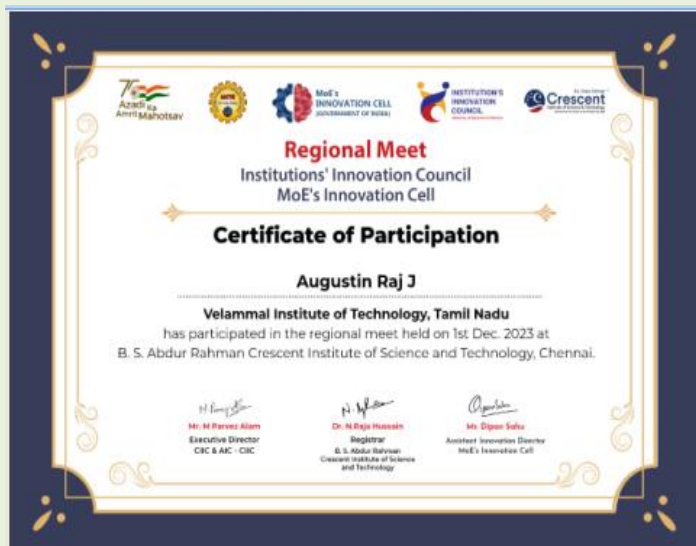 Azadi Ka
Amrit Mahotsav
MoE's
INNOVATION CELL
(GOVERNMENT OF INDIA)
INSTITUTION'S
INNOVATION
COUNCIL
Crescent
Regional Meet
Institutions' Innovation Council
MoE's Innovation Cell
Certificate of Participation
Augustin Raj J
Velammal Institute of Technology, Tamil Nadu
has participated in the regional meet held on 1st Dec. 2023 at
B. S. Abdur Rahman Crescent Institute of Science and Technology, Chennai.
Mr. M Parvez Alam
Executive Director
CIIC & AIC - CIIC
Dr. N.Raja Hussain
Registrar
B. S. Abdur Rahman
Crescent Institute of Science
and Technology
Mr. Dipan Sahu
Assistant Innovation Director
MoE's Innovation Cell